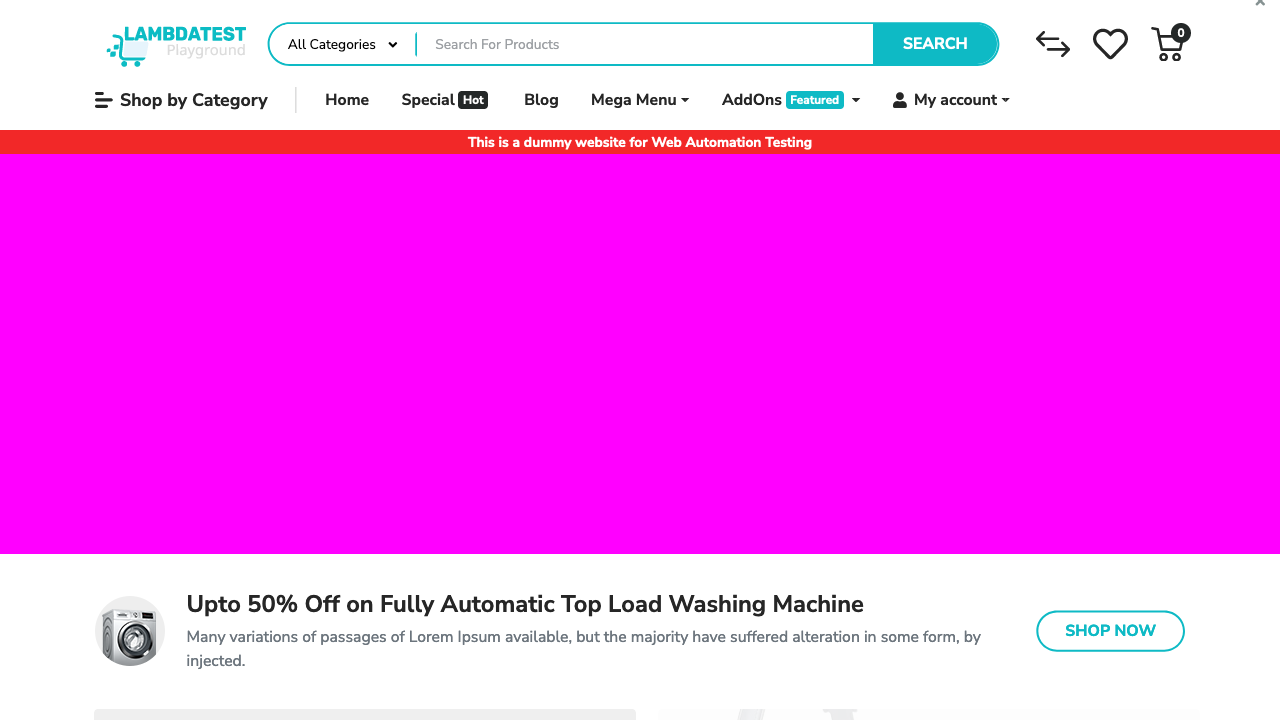 LAMBDATEST
Playground
All Categories
Search For Products
SEARCH
0
Shop by Category
Home
Special Hot
Blog
Mega Menu
AddOns Featured
My account
This is a dummy website for Web Automation Testing
Upto 50% Off on Fully Automatic Top Load Washing Machine
Many variations of passages of Lorem Ipsum available, but the majority have suffered alteration in some form, by
injected.
SHOP NOW